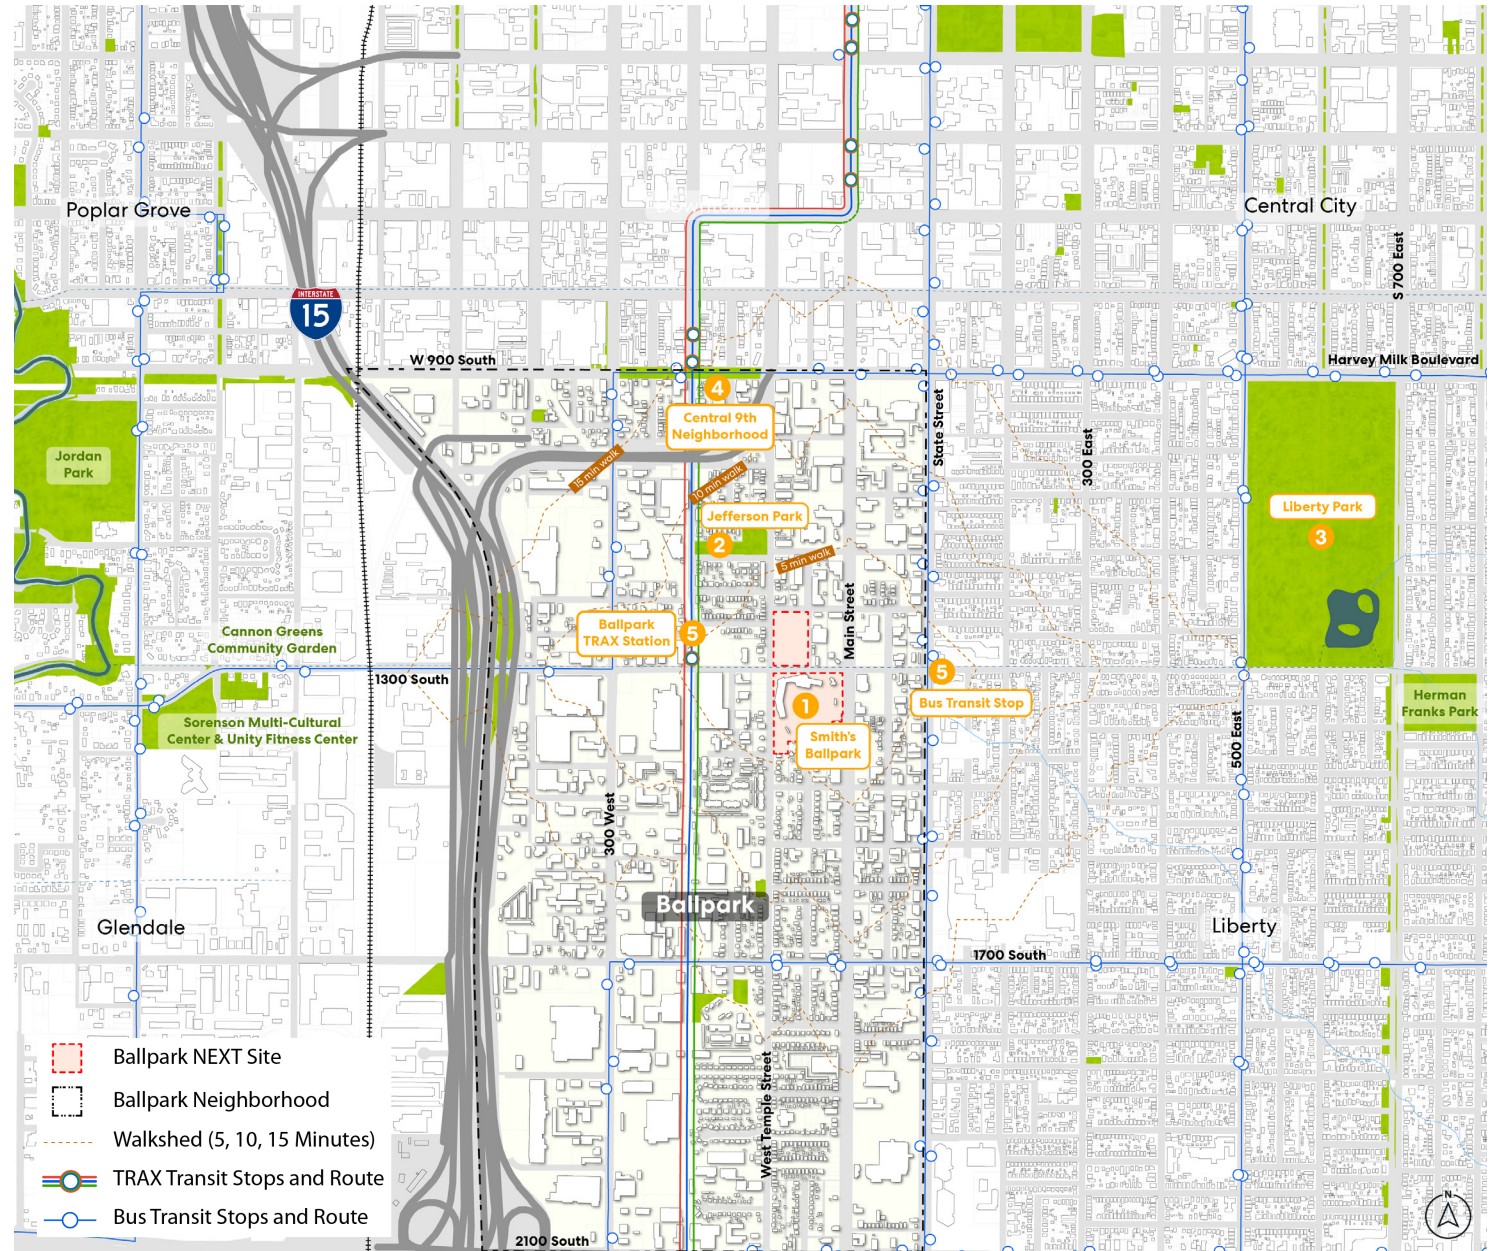 Poplar Grove
Central City
S 700 East
INTERSTATE
15
W 900 South
Harvey Milk Boulevard
4
Central 9th
Neighborhood
State Street
300 East
Jordan
Park
15 min walk
10 min walk
Jefferson Park
2
5 min walk
Liberty Park
3
Main Street
Ballpark
TRAX Station
5
Cannon Greens
Community Garden
1300 South
5
Bus Transit Stop
1
Smith's
Ballpark
Herman
Franks Park
Sorenson Multi-Cultural
Center & Unity Fitness Center
500 East
300 West
Ballpark
Glendale
Liberty
1700 South
West Temple Street
Ballpark NEXT Site
Ballpark Neighborhood
Walkshed (5, 10, 15 Minutes)
TRAX Transit Stops and Route
Bus Transit Stops and Route
2100 South
N